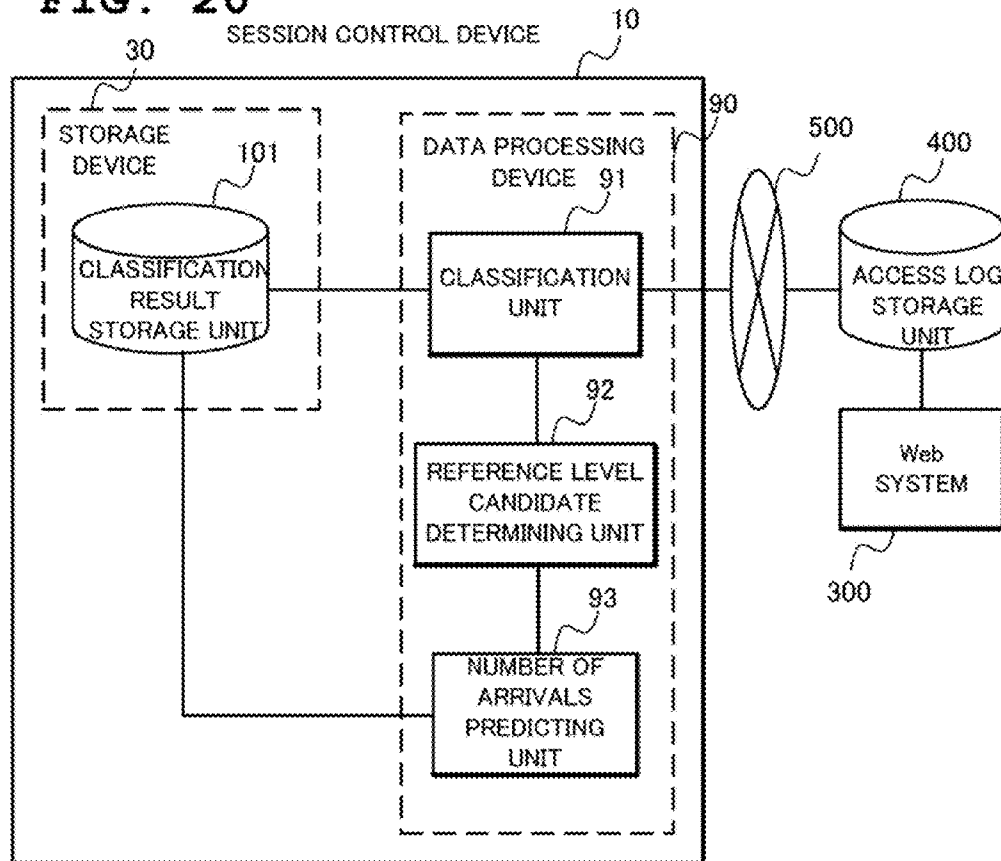 FIG. 20
SESSION CONTROL DEVICE
10
30
STORAGE
DEVICE
101
CLASSIFICATION
RESULT
STORAGE UNIT
DATA PROCESSING
DEVICE
90
91
CLASSIFICATION
UNIT
92
REFERENCE LEVEL
CANDIDATE
DETERMINING UNIT
93
NUMBER OF
ARRIVALS
PREDICTING
UNIT
500
400
ACCESS LOG
STORAGE
UNIT
Web
SYSTEM
300